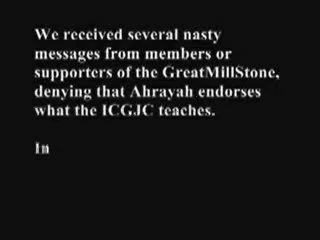 We received several nasty
messages from members or
supporters of the GreatMillStone,
denying that Ahrayah endorses
what the ICGJC teaches.
In